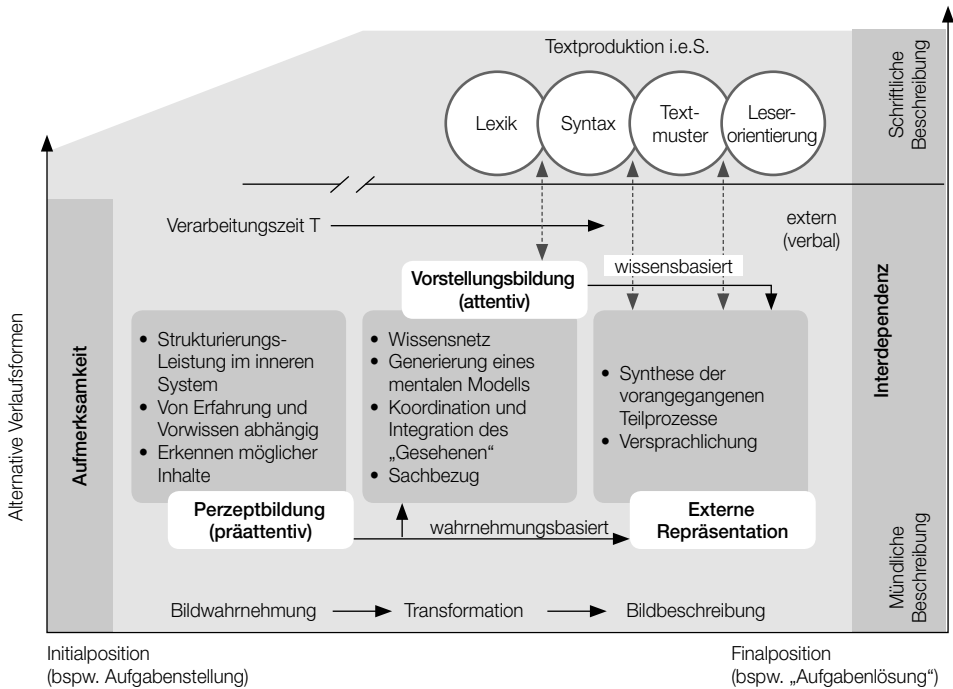 Textproduktion i.e.S.
Lexik
Syntax
Text-
muster
Leser-
orientierung
Schriftliche
Beschreibung
Verarbeitungszeit T
extern
(verbal)
Vorstellungsbildung
(attentiv)
wissensbasiert
Alternative Verlaufsformen
Aufmerksamkeit
• Strukturierungs-
Leistung im inneren
System
• Von Erfahrung und
Vorwissen abhängig
• Erkennen möglicher
Inhalte
Perzeptbildung
(präattentiv)
• Wissensnetz
• Generierung eines
mentalen Modells
• Koordination und
Integration des
„Gesehenen“
• Sachbezug
• Synthese der
vorangegangenen
Teilprozesse
• Versprachlichung
Externe
Repräsentation
wahrnehmungsbasiert
Interdependenz
Mündliche
Beschreibung
Bildwahrnehmung
Transformation
Bildbeschreibung
Initialposition
(bspw. Aufgabenstellung)
Finalposition
(bspw. „Aufgabenlösung“)